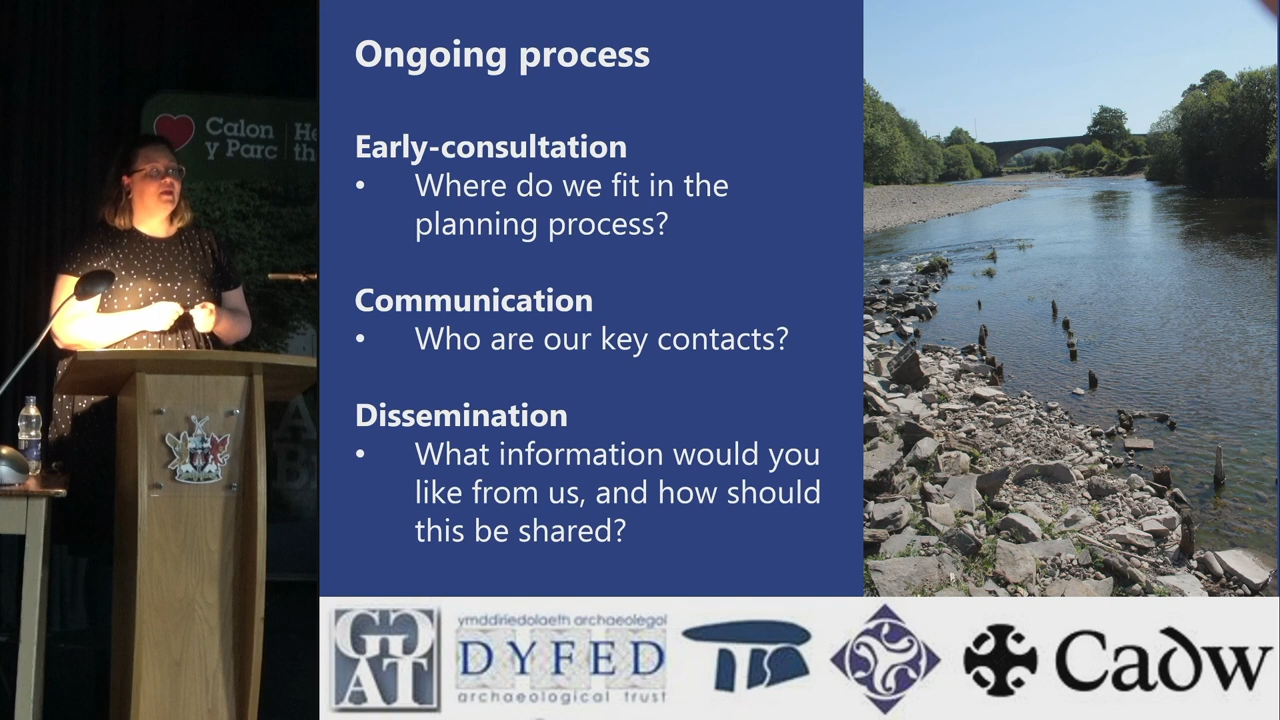 Calon
y Parc
Ongoing process
Early-consultation
• Where do we fit in the
planning process?
Communication
• Who are our key contacts?
Dissemination
• What information would you
like from us, and how should
this be shared?
GGAT
ymddiriedolaeth archaeolegol
DYFED
archaeological trust
Cadw